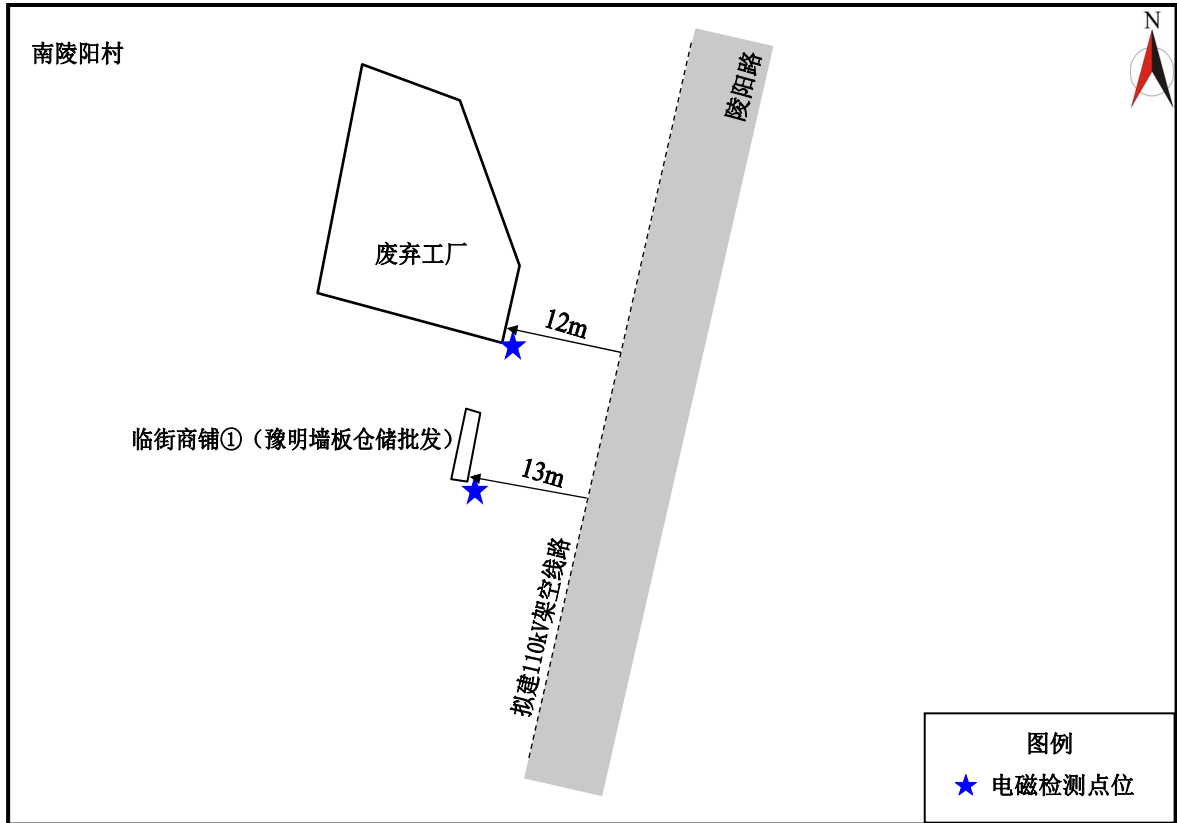 N
南陵阳村
陵阳路
废弃工厂
12m
临街商铺①（豫明墙板仓储批发）
13m
拟建110kV架空线路
图例
电磁检测点位